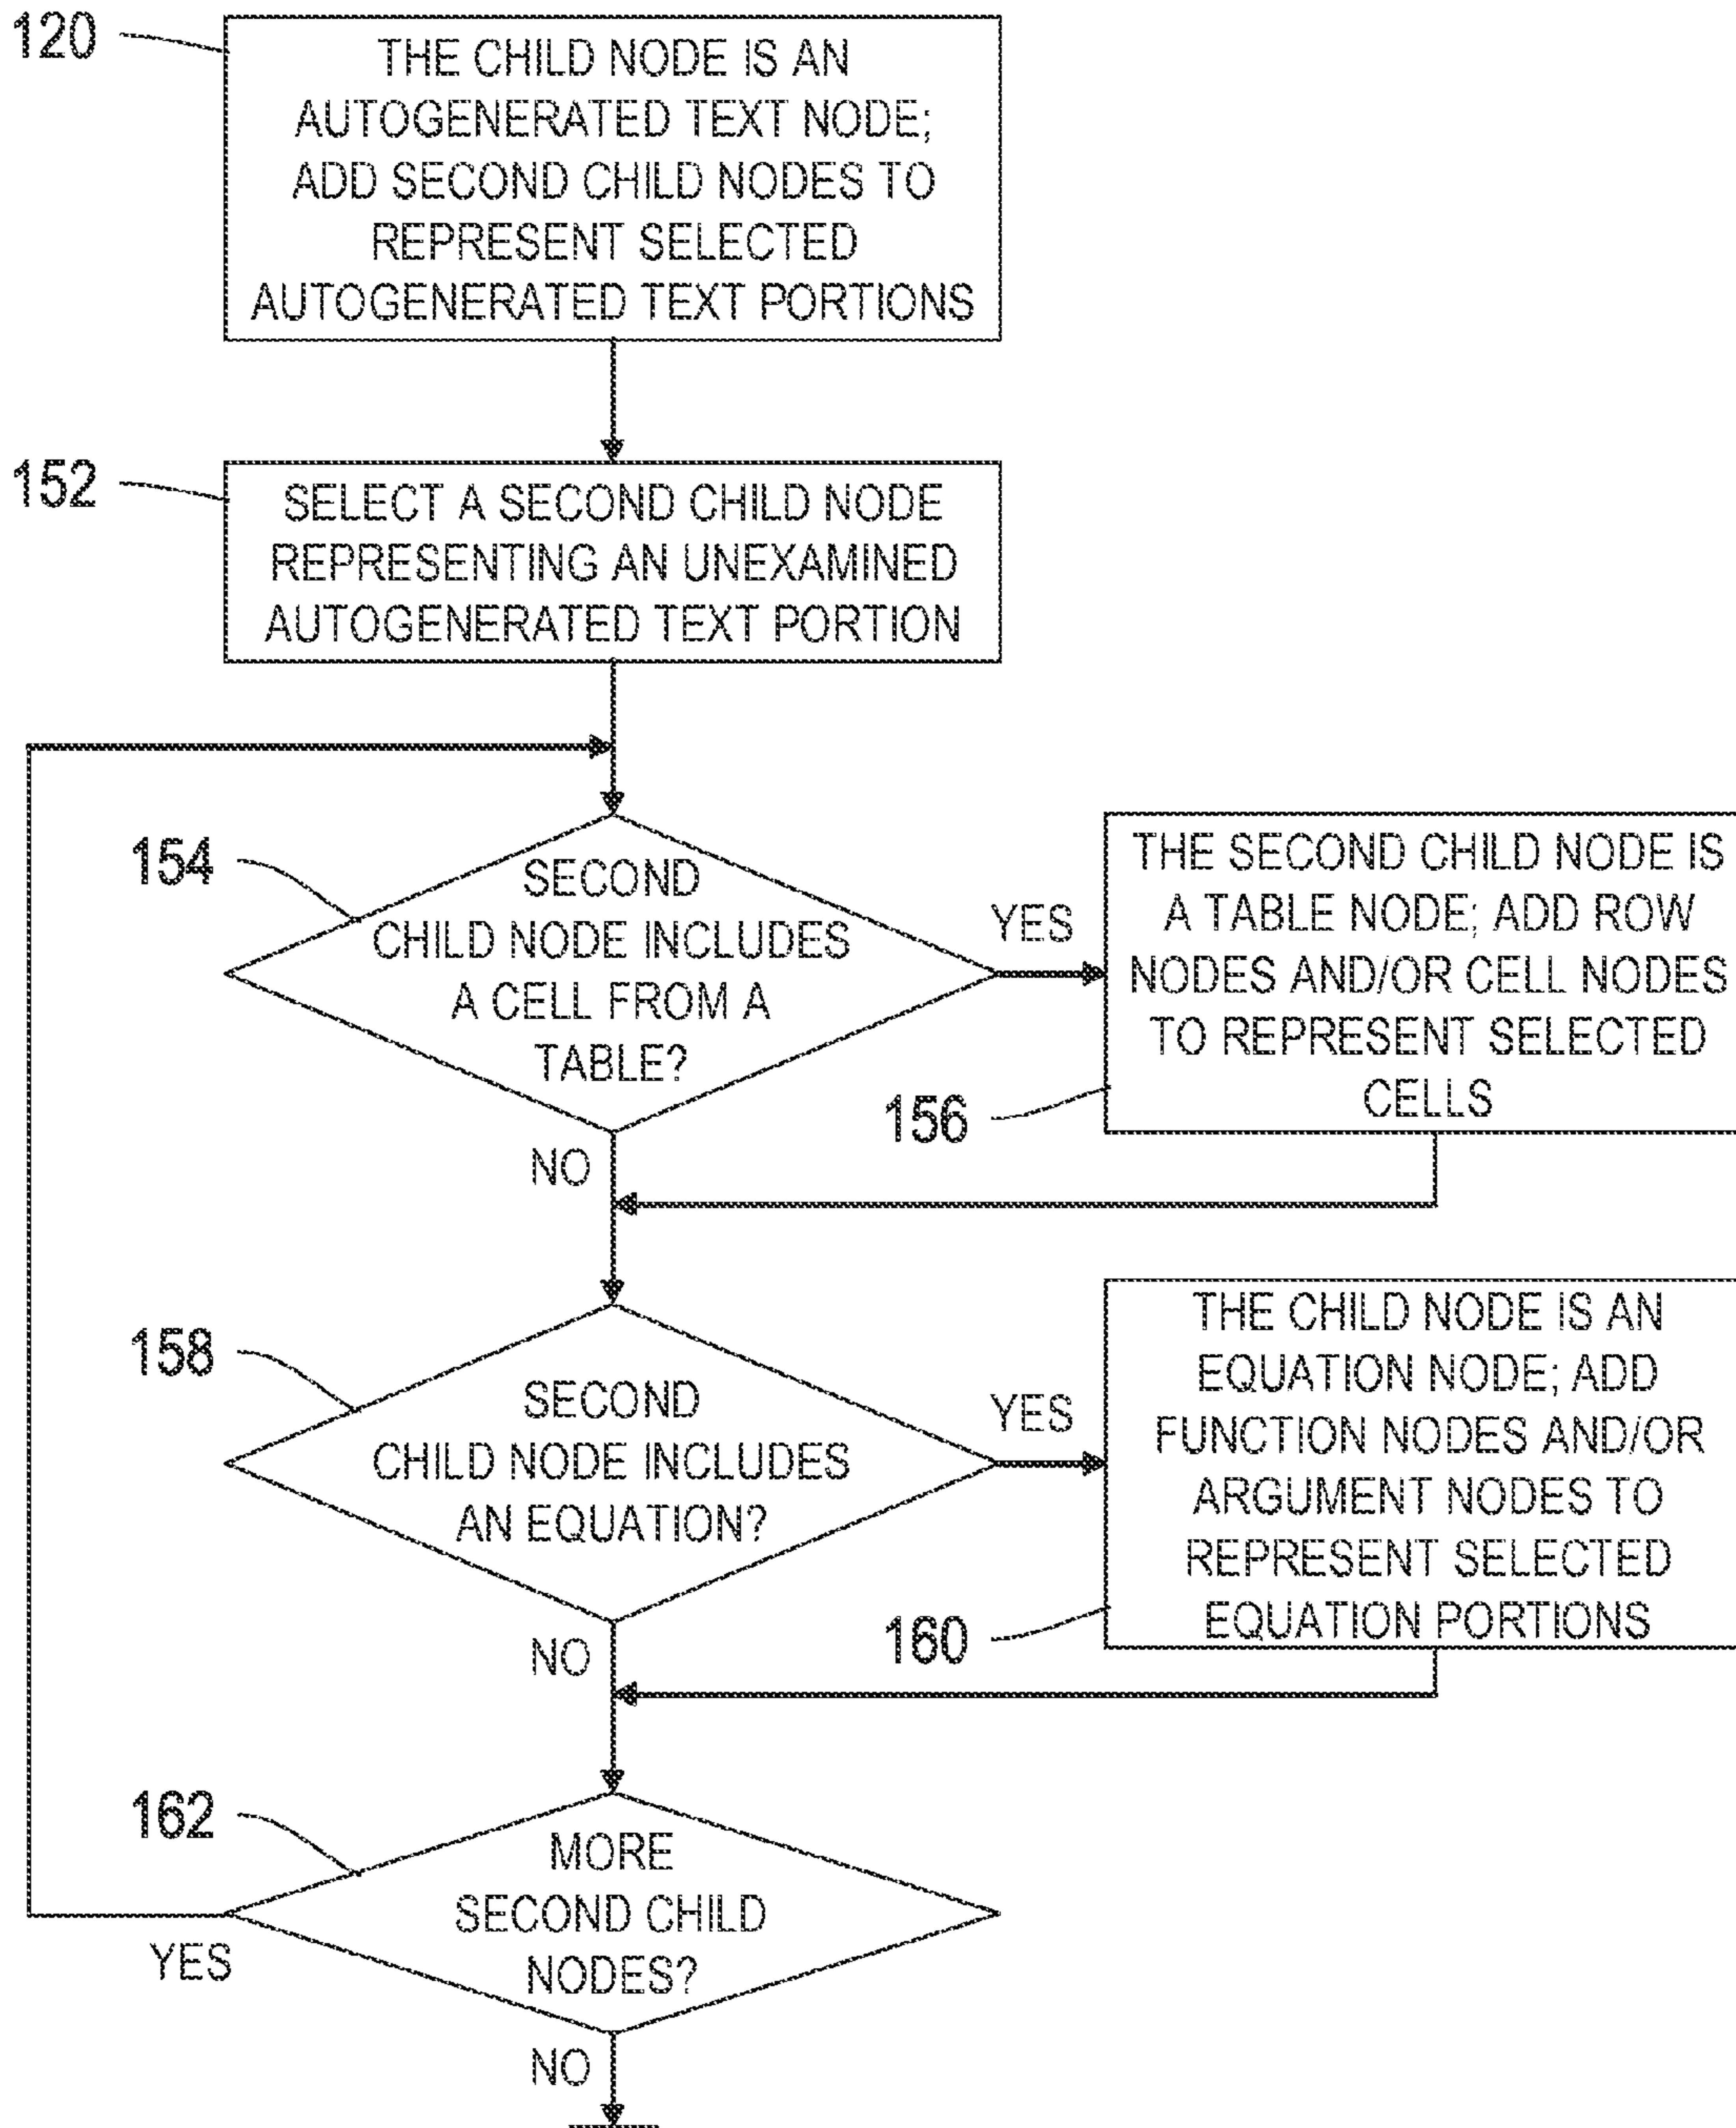 120
THE CHILD NODE IS AN
AUTOGENERATED TEXT NODE;
ADD SECOND CHILD NODES TO
REPRESENT SELECTED
AUTOGENERATED TEXT PORTIONS
152
SELECT A SECOND CHILD NODE
REPRESENTING AN UNEXAMINED
AUTOGENERATED TEXT PORTION
154
SECOND
CHILD NODE INCLUDES
A CELL FROM A
TABLE?
YES
NO
THE SECOND CHILD NODE IS
A TABLE NODE; ADD ROW
NODES AND/OR CELL NODES
TO REPRESENT SELECTED
CELLS
156
158
SECOND
CHILD NODE INCLUDES
AN EQUATION?
YES
NO
THE CHILD NODE IS AN
EQUATION NODE; ADD
FUNCTION NODES AND/OR
ARGUMENT NODES TO
REPRESENT SELECTED
EQUATION PORTIONS
160
162
MORE
SECOND CHILD
NODES?
YES
NO